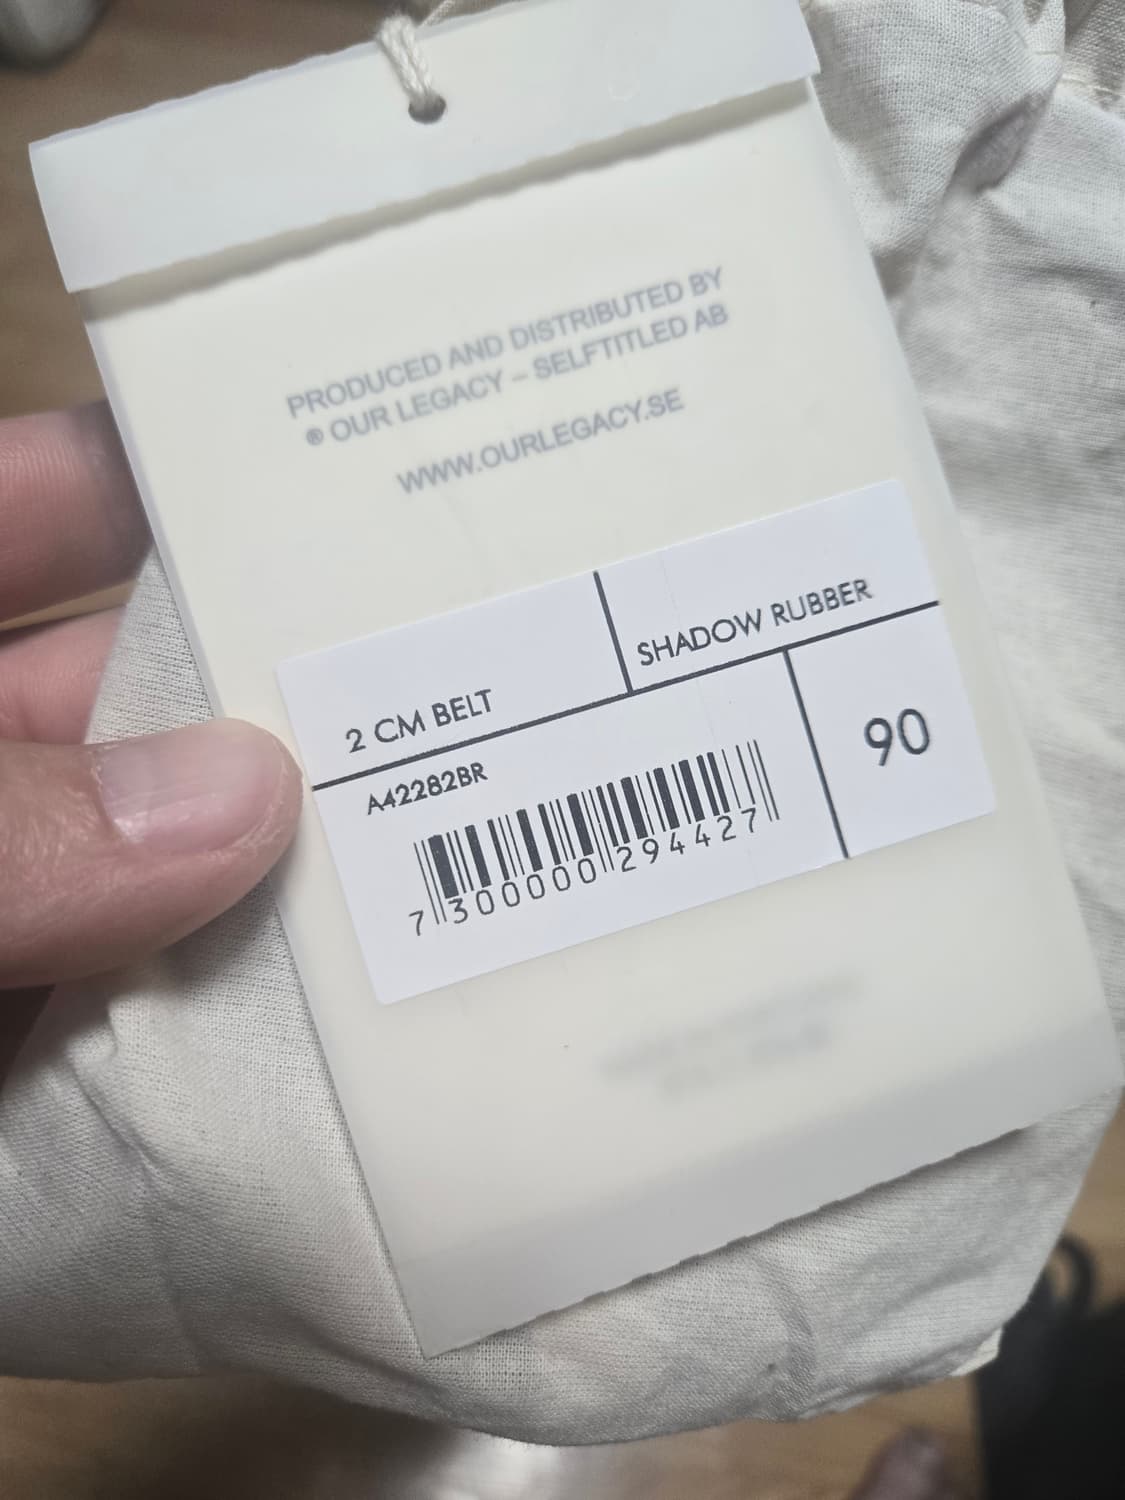 PRODUCED AND DISTRIBUTED BY
® OUR LEGACY – SELFTITLED AB
WWW.OURLEGACY.SE
SHADOW RUBBER
2 CM BELT
90
A42282BR
7 300000 294427